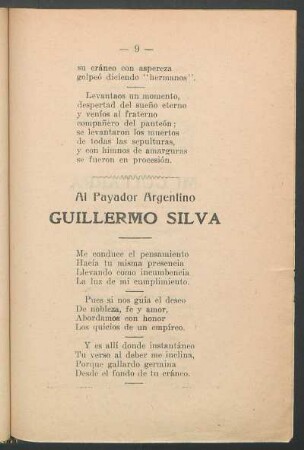 — 9 —
su cráneo con aspereza
golpeó diciendo "hermanos".
Levantaos un momento,
despertad del sueño eterno
y veníos al fraterno
compañero del panteón;
se levantaron los muertos
de todas las sepulturas,
y con himnos de amarguras
se fueron en procesión.
Al Payador Argentino
GUILLERMO SILVA
Me conduce el pensamiento
Hacia tu misma presencia
Llevando como incumbencia
La luz de mi cumplimiento.
Pues si nos guía el deseo
De nobleza, fe y amor,
Abordamos con honor
Los quicios de un empíreo.
Y es allí donde instantáneo
Tu verso al deber me inclina,
Porque gallardo germina
Desde el fondo de tu cráneo.